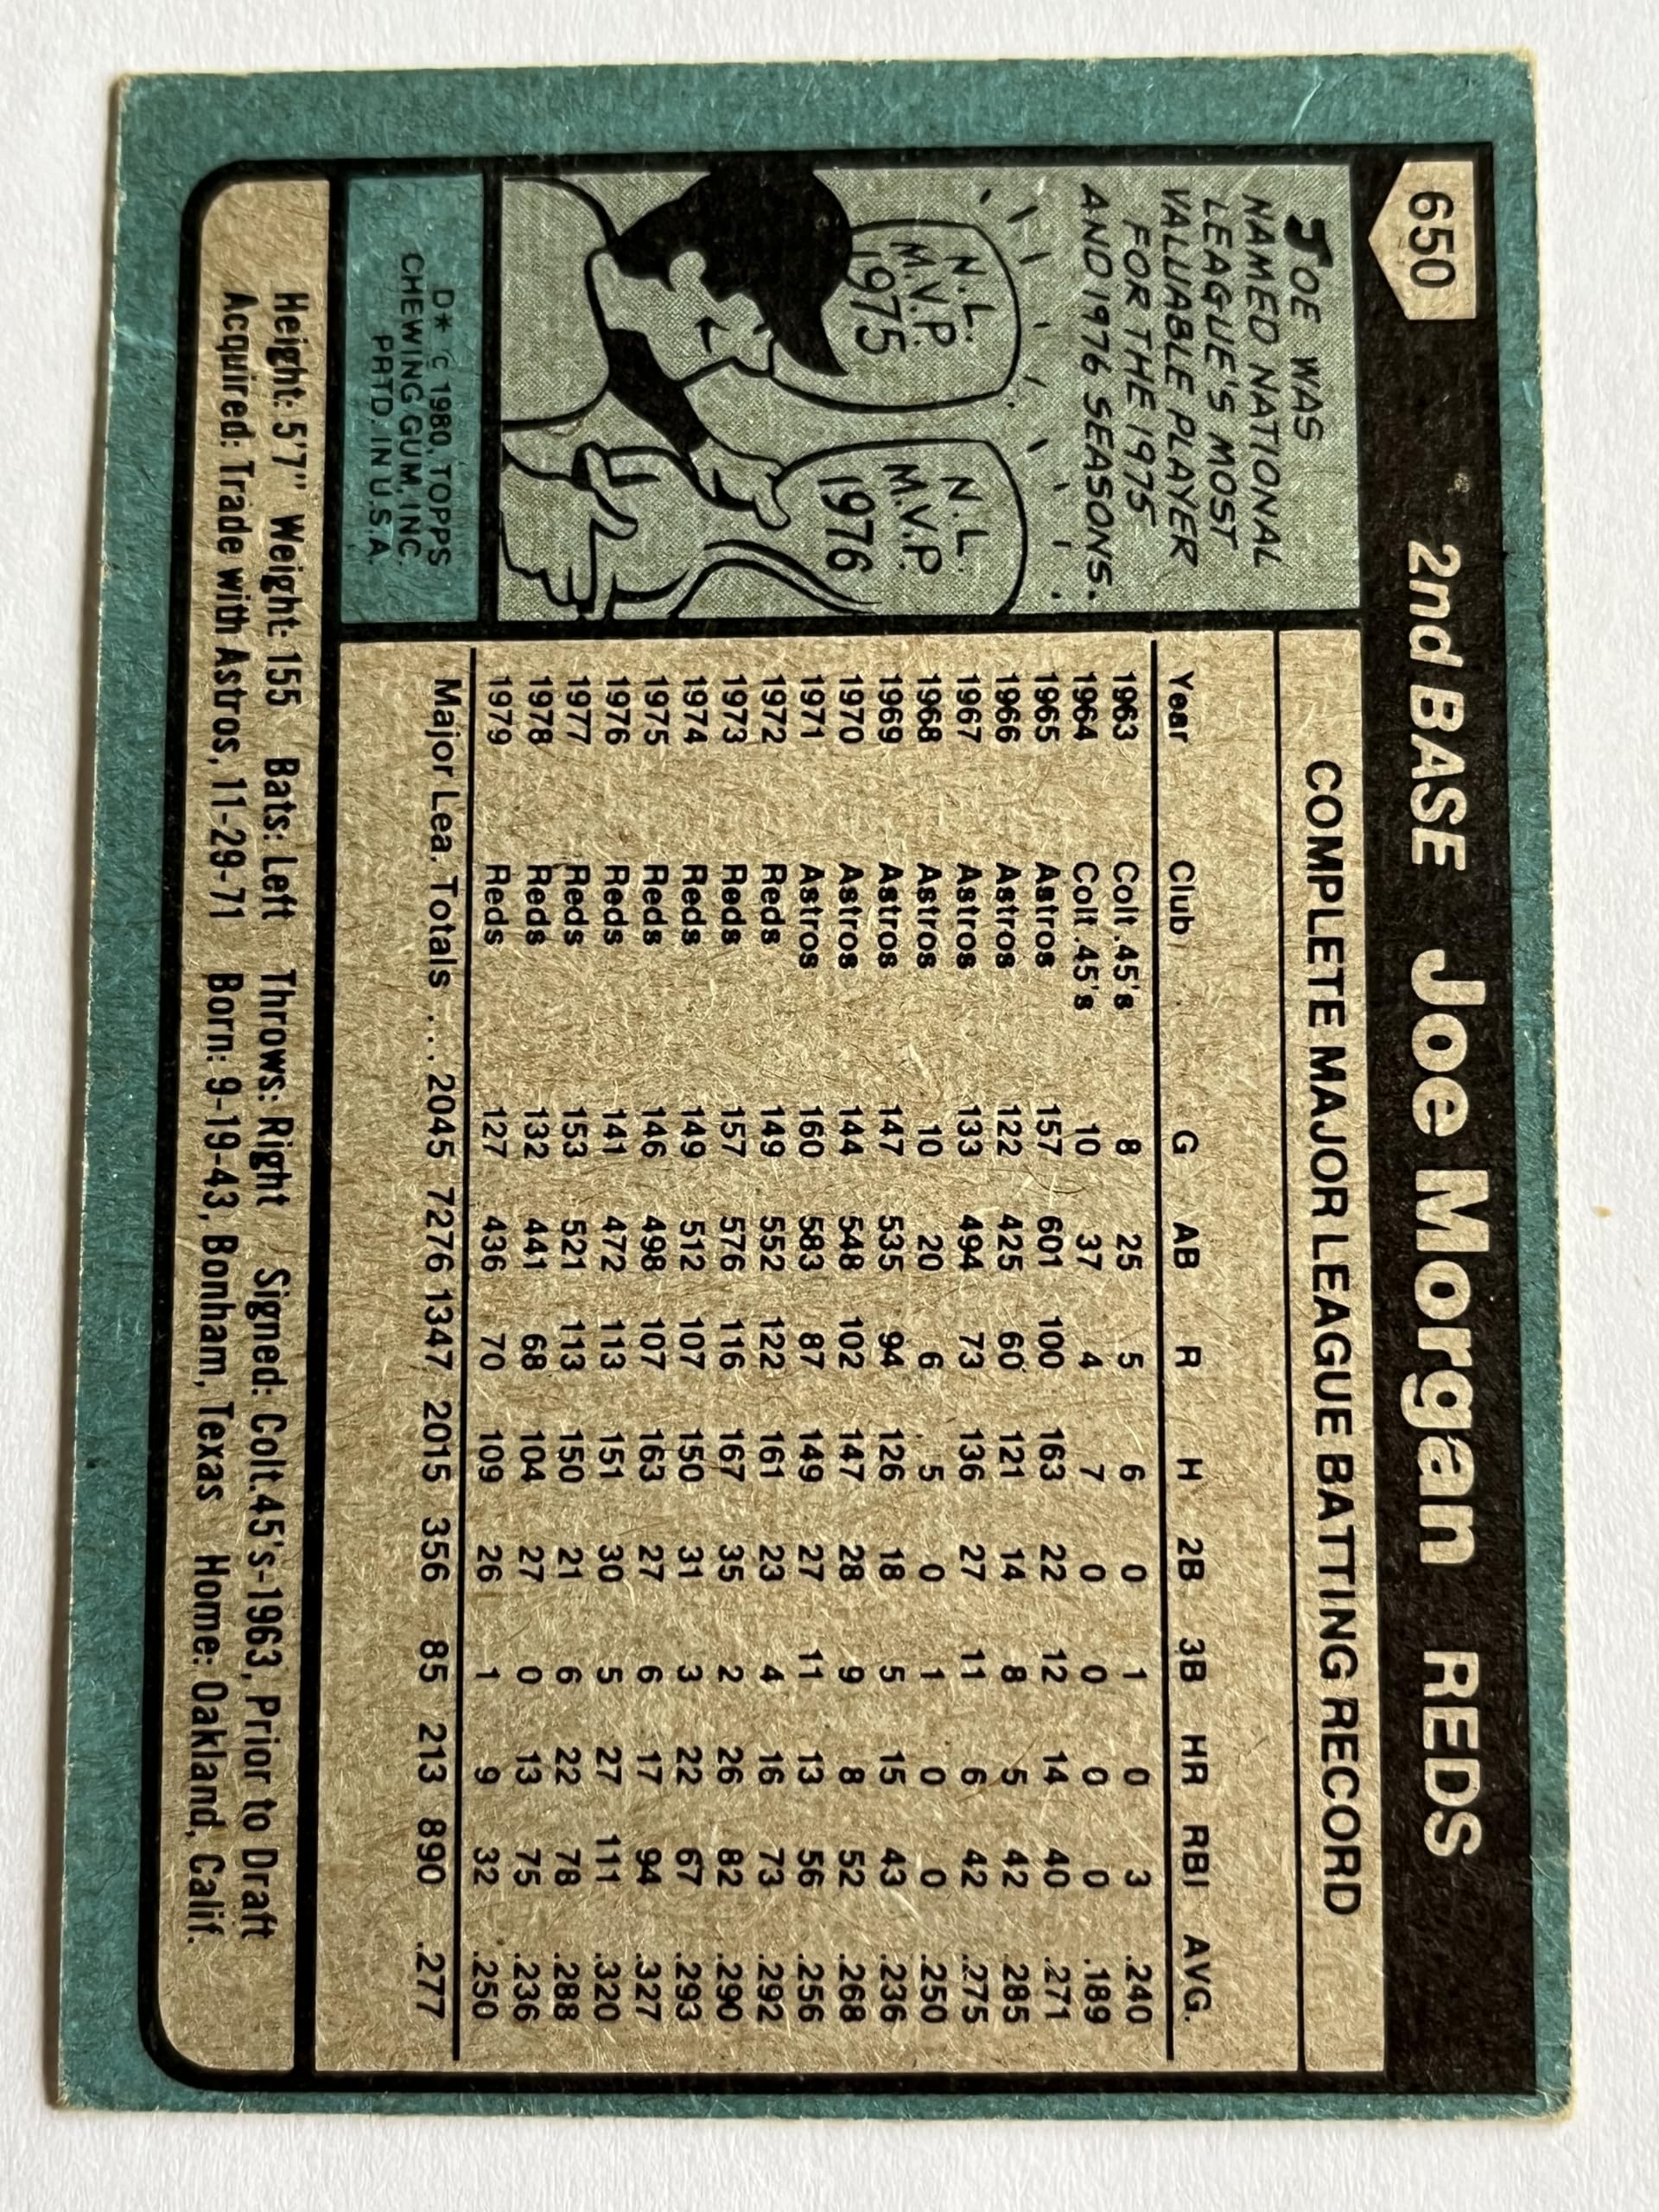 650 2nd BASE Joe Morgan REDS
JOE WAS
NAMED NATIONAL
LEAGUE'S MOST
VALUABLE PLAYER
FOR THE 1975
AND 1976 SEASONS.
N.L.
M.V.P.
1975
N.L.
M.V.P.
1976
D* c 1980, TOPPS
CHEWING GUM, INC.
PRTD. IN U.S.A.
COMPLETE MAJOR LEAGUE BATTING RECORD
Year Club G AB R H 2B 3B HR RBI AVG.
1963 Colt .45's 8 25 5 6 0 1 0 3 .240
1964 Colt .45's 10 37 4 7 0 0 0 0 .189
1965 Astros 157 601 100 163 22 12 14 40 .271
1966 Astros 122 425 60 121 14 8 5 42 .285
1967 Astros 133 494 73 136 27 11 6 42 .275
1968 Astros 10 20 6 5 0 1 0 0 .250
1969 Astros 147 535 94 126 18 5 15 43 .236
1970 Astros 144 548 102 147 28 9 8 52 .268
1971 Astros 160 583 87 149 27 11 13 56 .256
1972 Reds 149 552 122 161 23 4 16 73 .292
1973 Reds 157 576 116 167 35 2 26 82 .290
1974 Reds 149 512 107 150 31 3 22 67 .293
1975 Reds 146 498 107 163 27 6 17 94 .327
1976 Reds 141 472 113 151 30 5 27 111 .320
1977 Reds 153 521 113 150 21 6 22 78 .288
1978 Reds 132 441 68 104 27 0 13 75 .236
1979 Reds 127 436 70 109 26 1 9 32 .250
Major Lea. Totals .... 2045 7276 1347 2015 356 85 213 890 .277
Height: 5'7" Weight: 155 Bats: Left Throws: Right Signed: Colt.45's-1963, Prior to Draft
Acquired: Trade with Astros, 11-29-71 Born: 9-19-43, Bonham, Texas Home: Oakland, Calif.